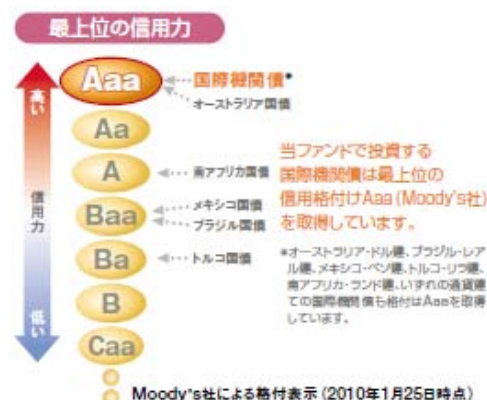 最上位の信用力
高い
信用力
低い
Aaa
国際機関債*
オーストラリア国債
Aa
A
南アフリカ国債
Baa
メキシコ国債
ブラジル国債
Ba
トルコ国債
B
Caa
当ファンドで投資する
国際機関債は最上位の
信用格付けAaa(Moody's社)
を取得しています。
*オーストラリア・ドル建、ブラジル・レア
ル建、メキシコ・ペソ建、トルコ・リラ建、
南アフリカ・ランド建、いずれの通貨建
ての国際機関債も格付はAaaを取得
しています。
Moody's社による格付表示(2010年1月25日時点)